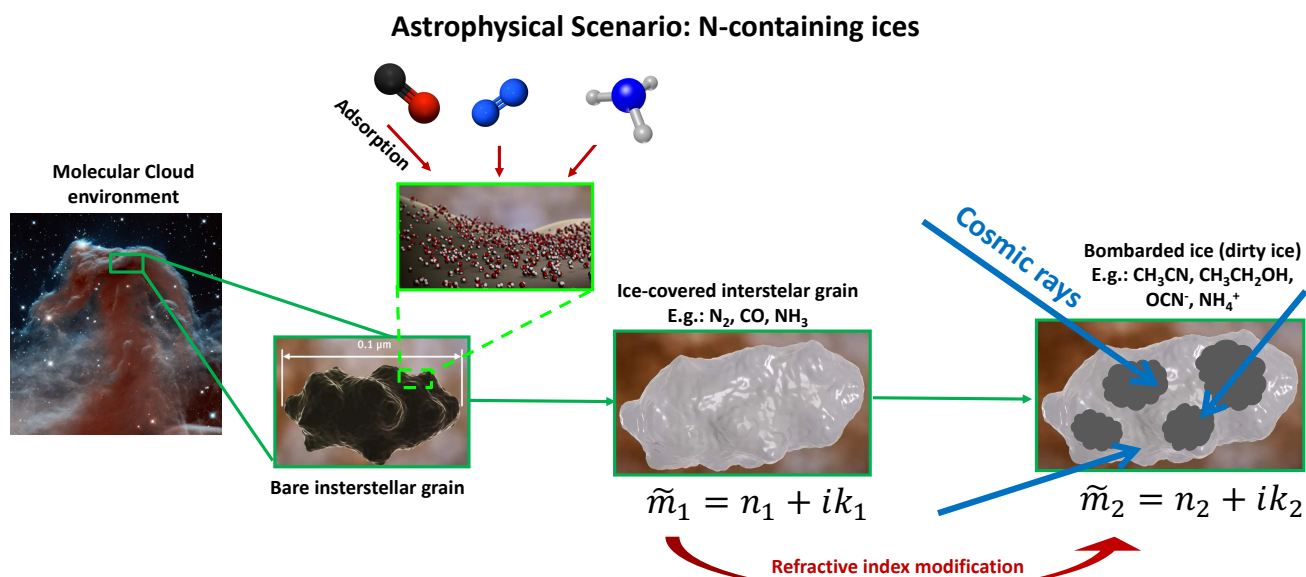 Astrophysical Scenario: N-containing ices
Adsorption
Molecular Cloud
environment
0.1 μm
Bare insterstellar grain
Ice-covered interstelar grain
E.g.: N₂, CO, NH₃
m̃₁ = n₁ + ik₁
Cosmic rays
Bombarded ice (dirty ice)
E.g.: CH₃CN, CH₃CH₂OH,
OCN⁻, NH₄⁺
m̃₂ = n₂ + ik₂
Refractive index modification